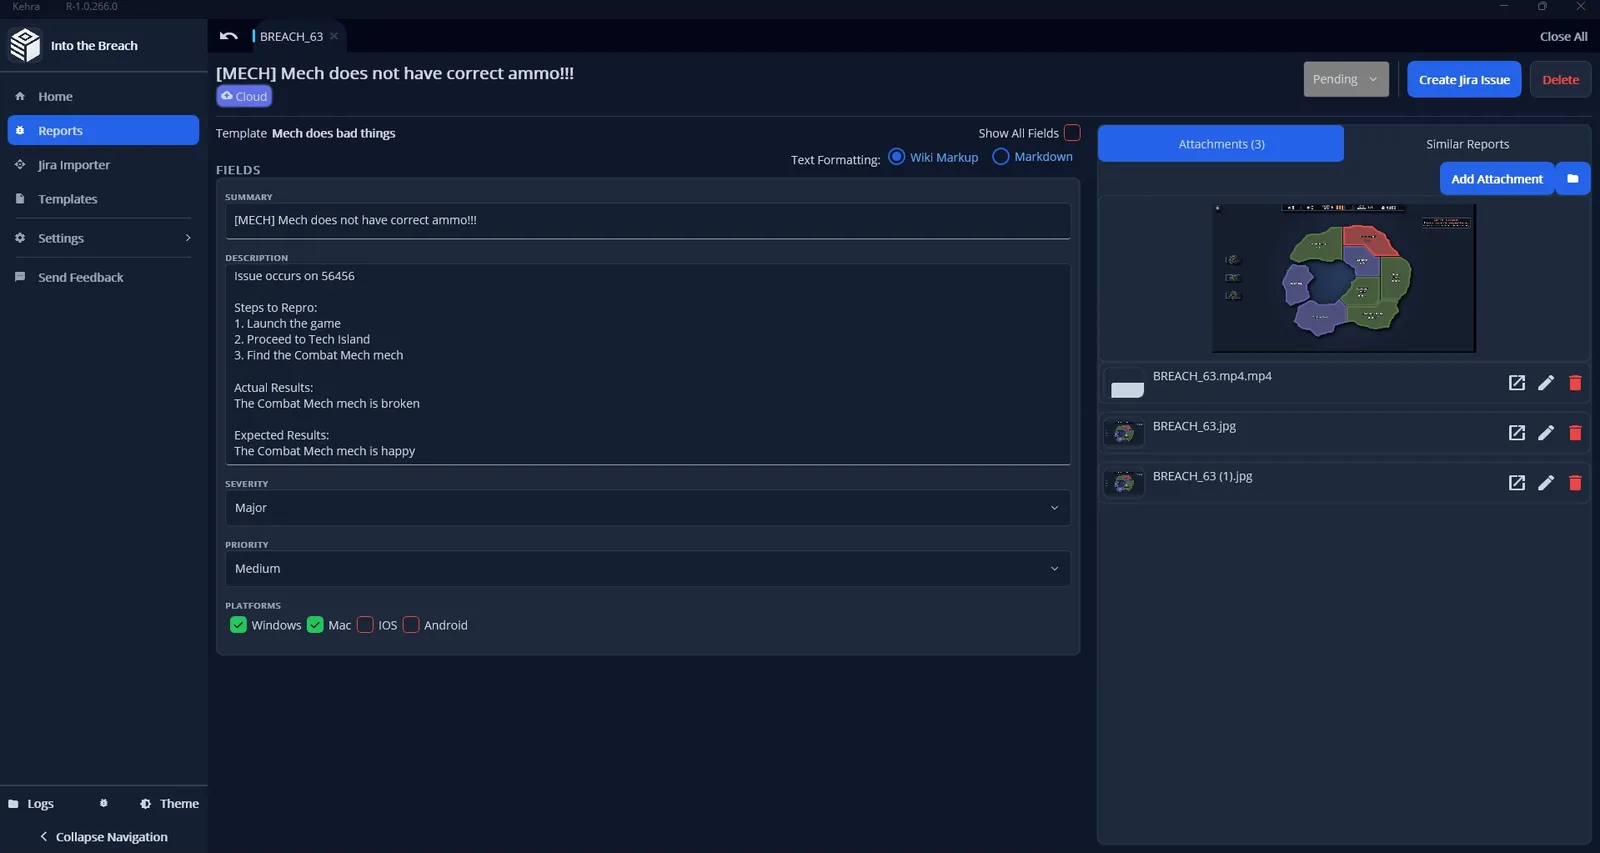 Kehra R-1.0.266.0
Into the Breach
Home
Reports
Jira Importer
Templates
Settings
Send Feedback
Logs
Theme
Collapse Navigation
BREACH_63
Close All
[MECH] Mech does not have correct ammo!!!
Cloud
Pending
Create Jira Issue
Delete
Template Mech does bad things
Show All Fields
Text Formatting: Wiki Markup Markdown
FIELDS
SUMMARY
[MECH] Mech does not have correct ammo!!!
DESCRIPTION
Issue occurs on 56456
Steps to Repro:
1. Launch the game
2. Proceed to Tech Island
3. Find the Combat Mech mech
Actual Results:
The Combat Mech mech is broken
Expected Results:
The Combat Mech mech is happy
SEVERITY
Major
PRIORITY
Medium
PLATFORMS
Windows Mac IOS Android
Attachments (3)
Similar Reports
Add Attachment
BREACH_63.mp4.mp4
BREACH_63.jpg
BREACH_63 (1).jpg